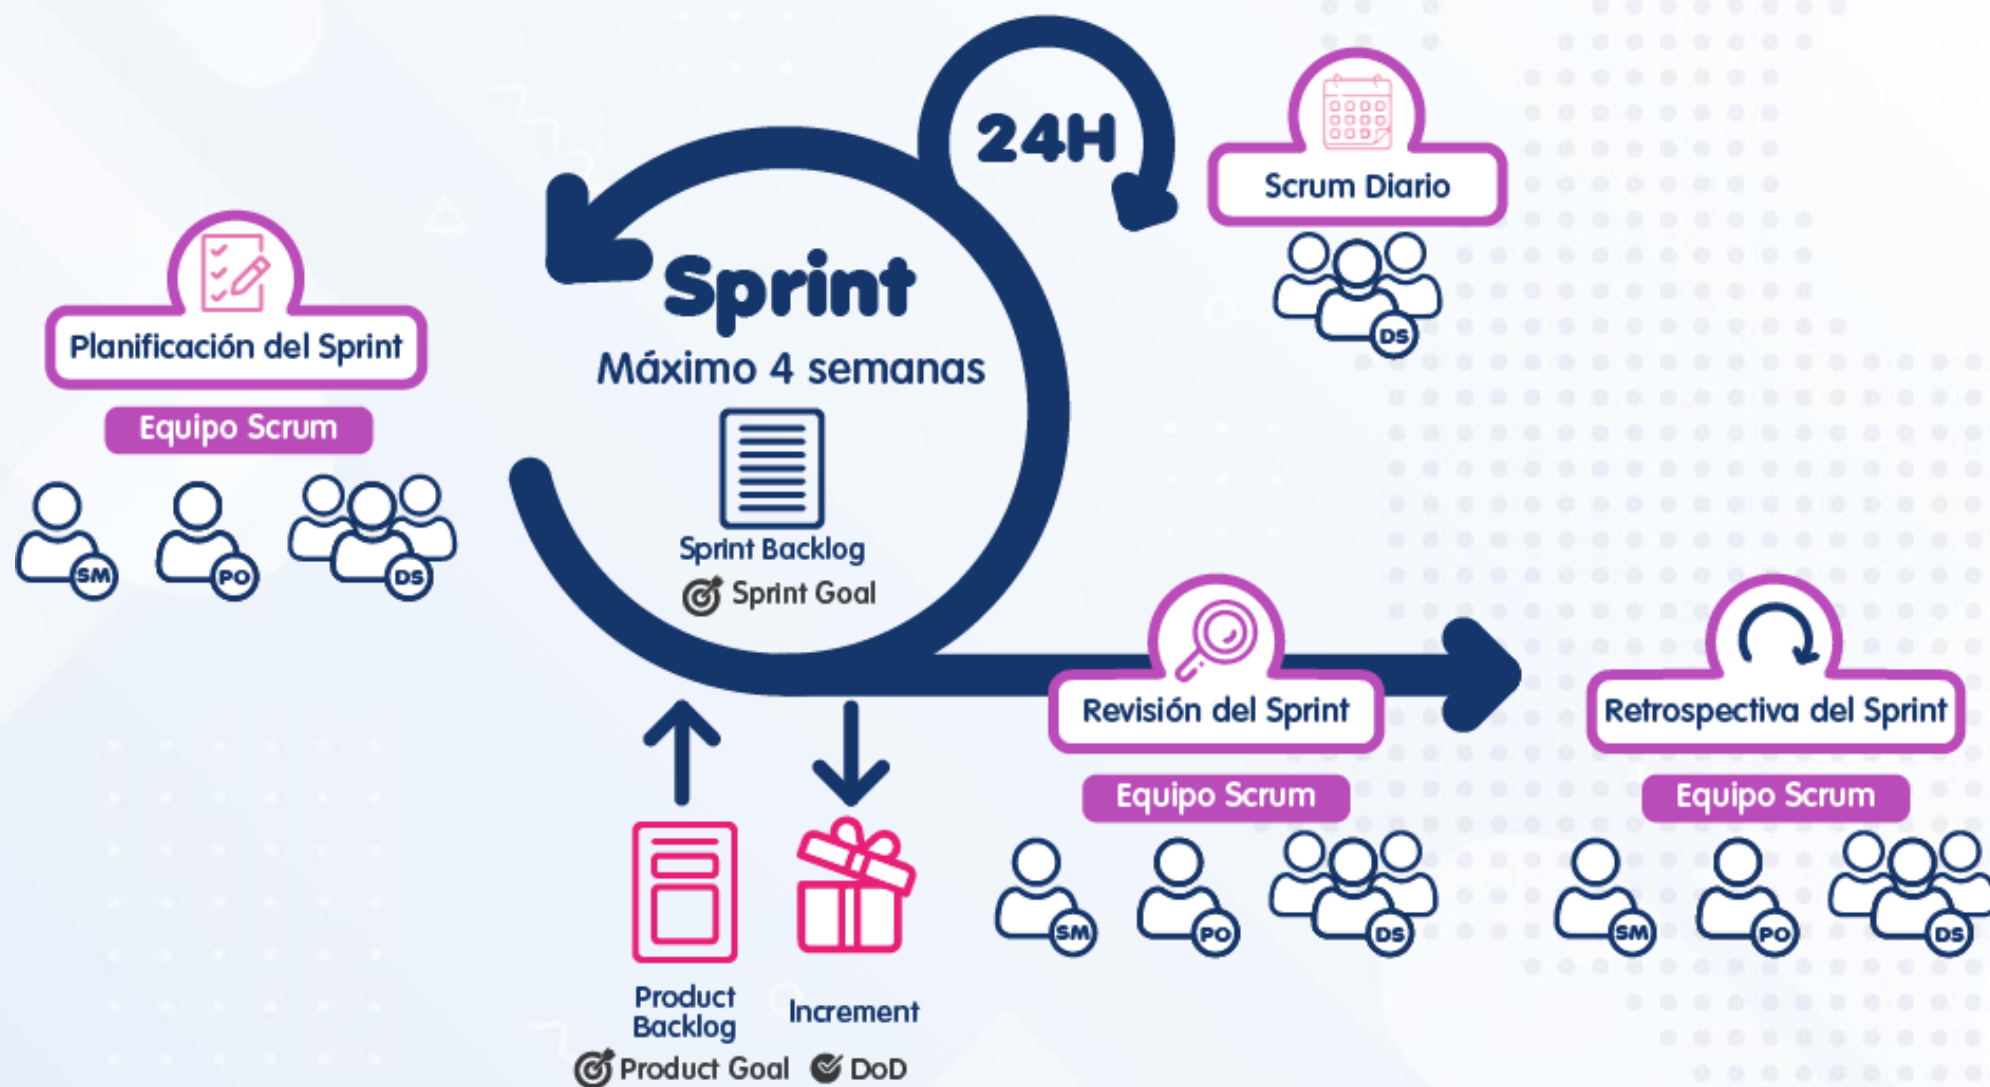 24H
Scrum Diario
DS
Sprint
Máximo 4 semanas
Sprint Backlog
Sprint Goal
Planificación del Sprint
Equipo Scrum
SM
PO
DS
Product
Backlog
Product Goal
Increment
DoD
Revisión del Sprint
Equipo Scrum
SM
PO
DS
Retrospectiva del Sprint
Equipo Scrum
SM
PO
DS